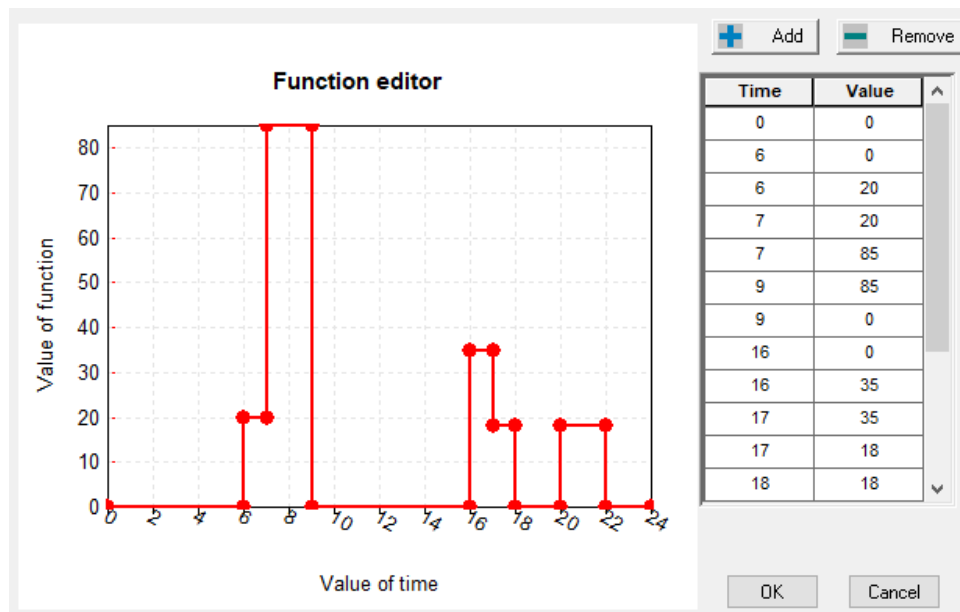 Add
Remove
Function editor
Time Value
0 0
6 0
6 20
7 20
7 85
9 85
9 0
16 0
16 35
17 35
17 18
18 18
80
70
60
50
40
30
20
10
0
Value of function
0 2 4 6 8 10 12 14 16 18 20 22 24
Value of time
OK
Cancel